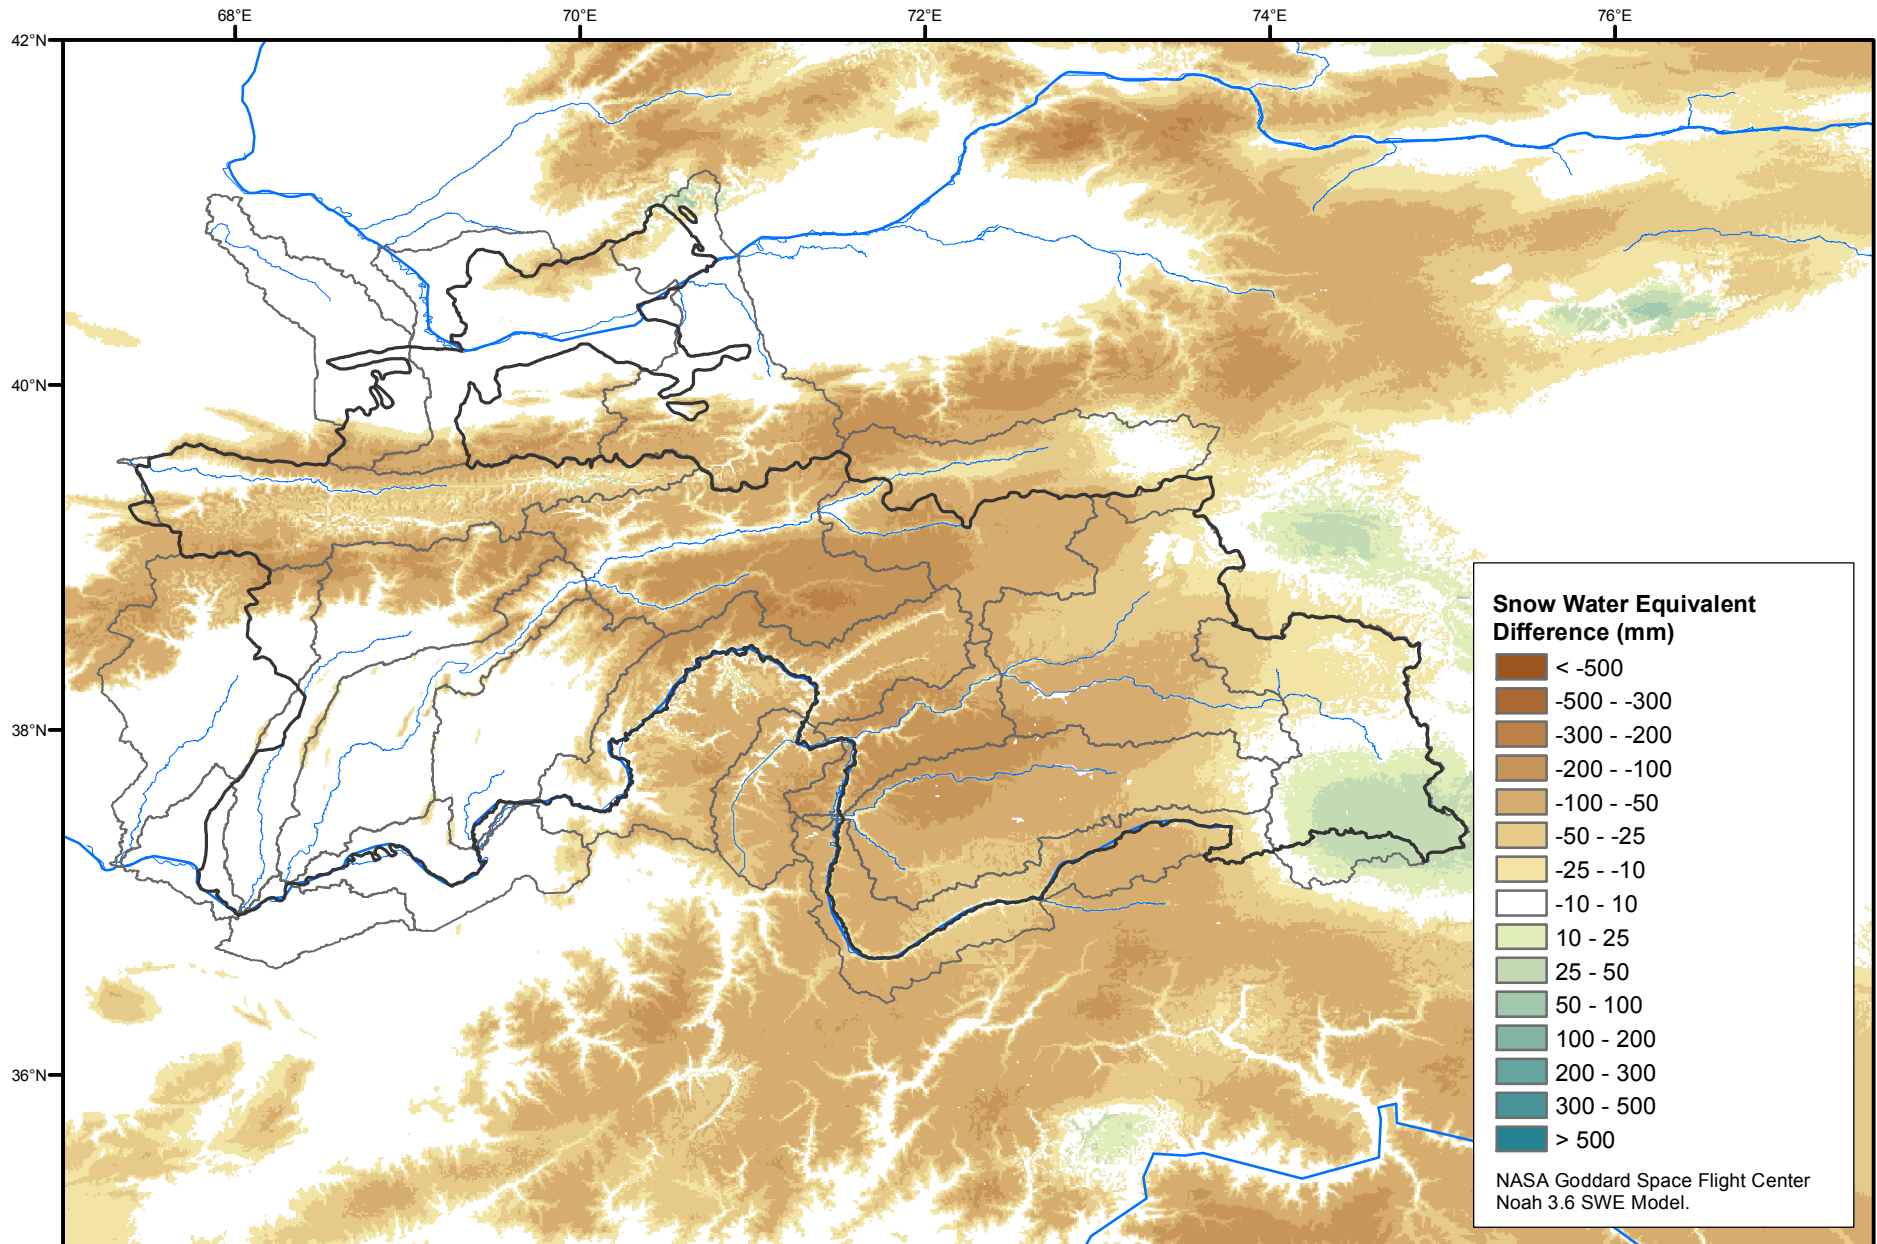 68°E
70°E
72°E
74°E
76°E
42°N
40°N
38°N
36°N
Snow Water Equivalent
Difference (mm)
< -500
-500 - -300
-300 - -200
-200 - -100
-100 - -50
-50 - -25
-25 - -10
-10 - 10
10 - 25
25 - 50
50 - 100
100 - 200
200 - 300
300 - 500
> 500
NASA Goddard Space Flight Center
Noah 3.6 SWE Model.